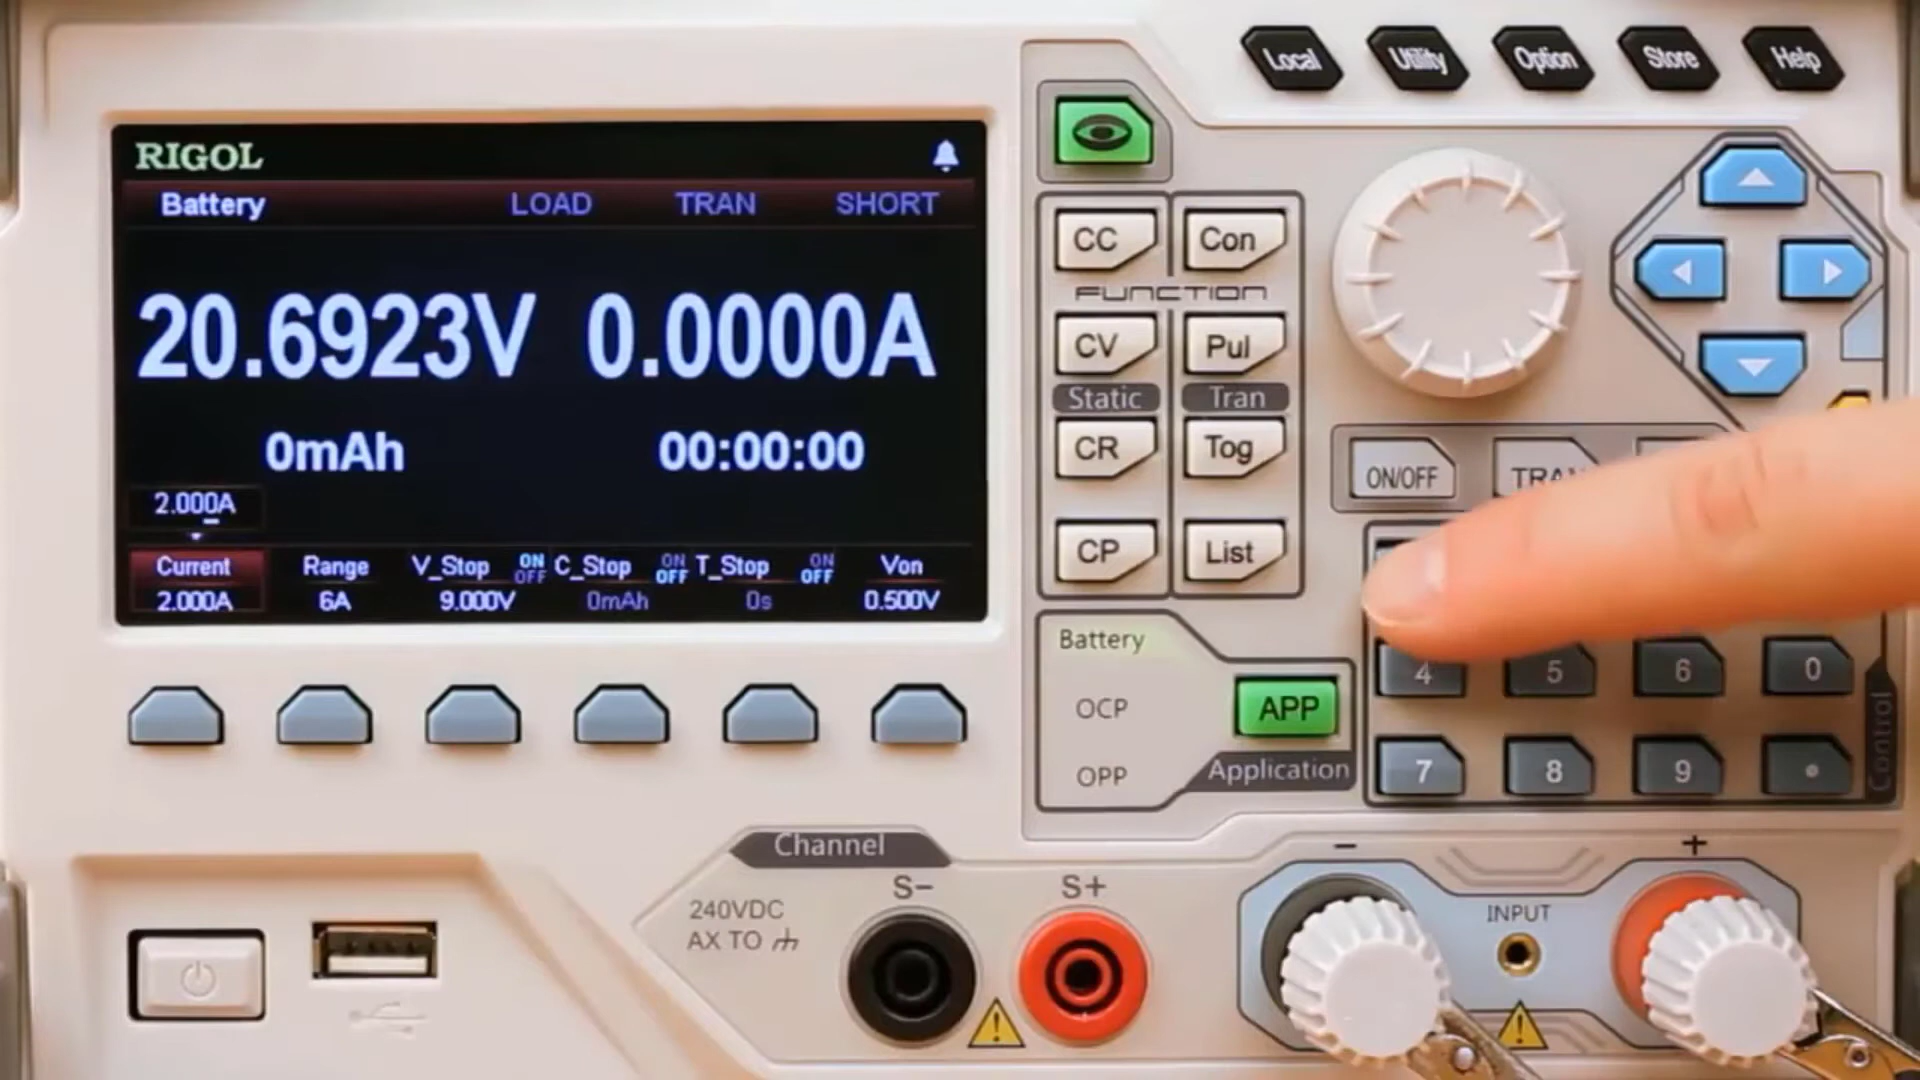 Local Utility Option Store Help
RIGOL
Battery LOAD TRAN SHORT
20.6923V 0.0000A
0mAh 00:00:00
2.000A
Current Range V_Stop ON OFF C_Stop ON OFF T_Stop ON OFF Von
2.000A 6A 9.000V 0mAh 0s 0.500V
CC Con
FUNCTION
CV Pul
Static Tran
CR Tog
CP List
ON/OFF
Battery
OCP
OPP
APP
Application
4 5 6 0
7 8 9
Control
Channel
240VDC
AX TO
S- S+
- +
INPUT